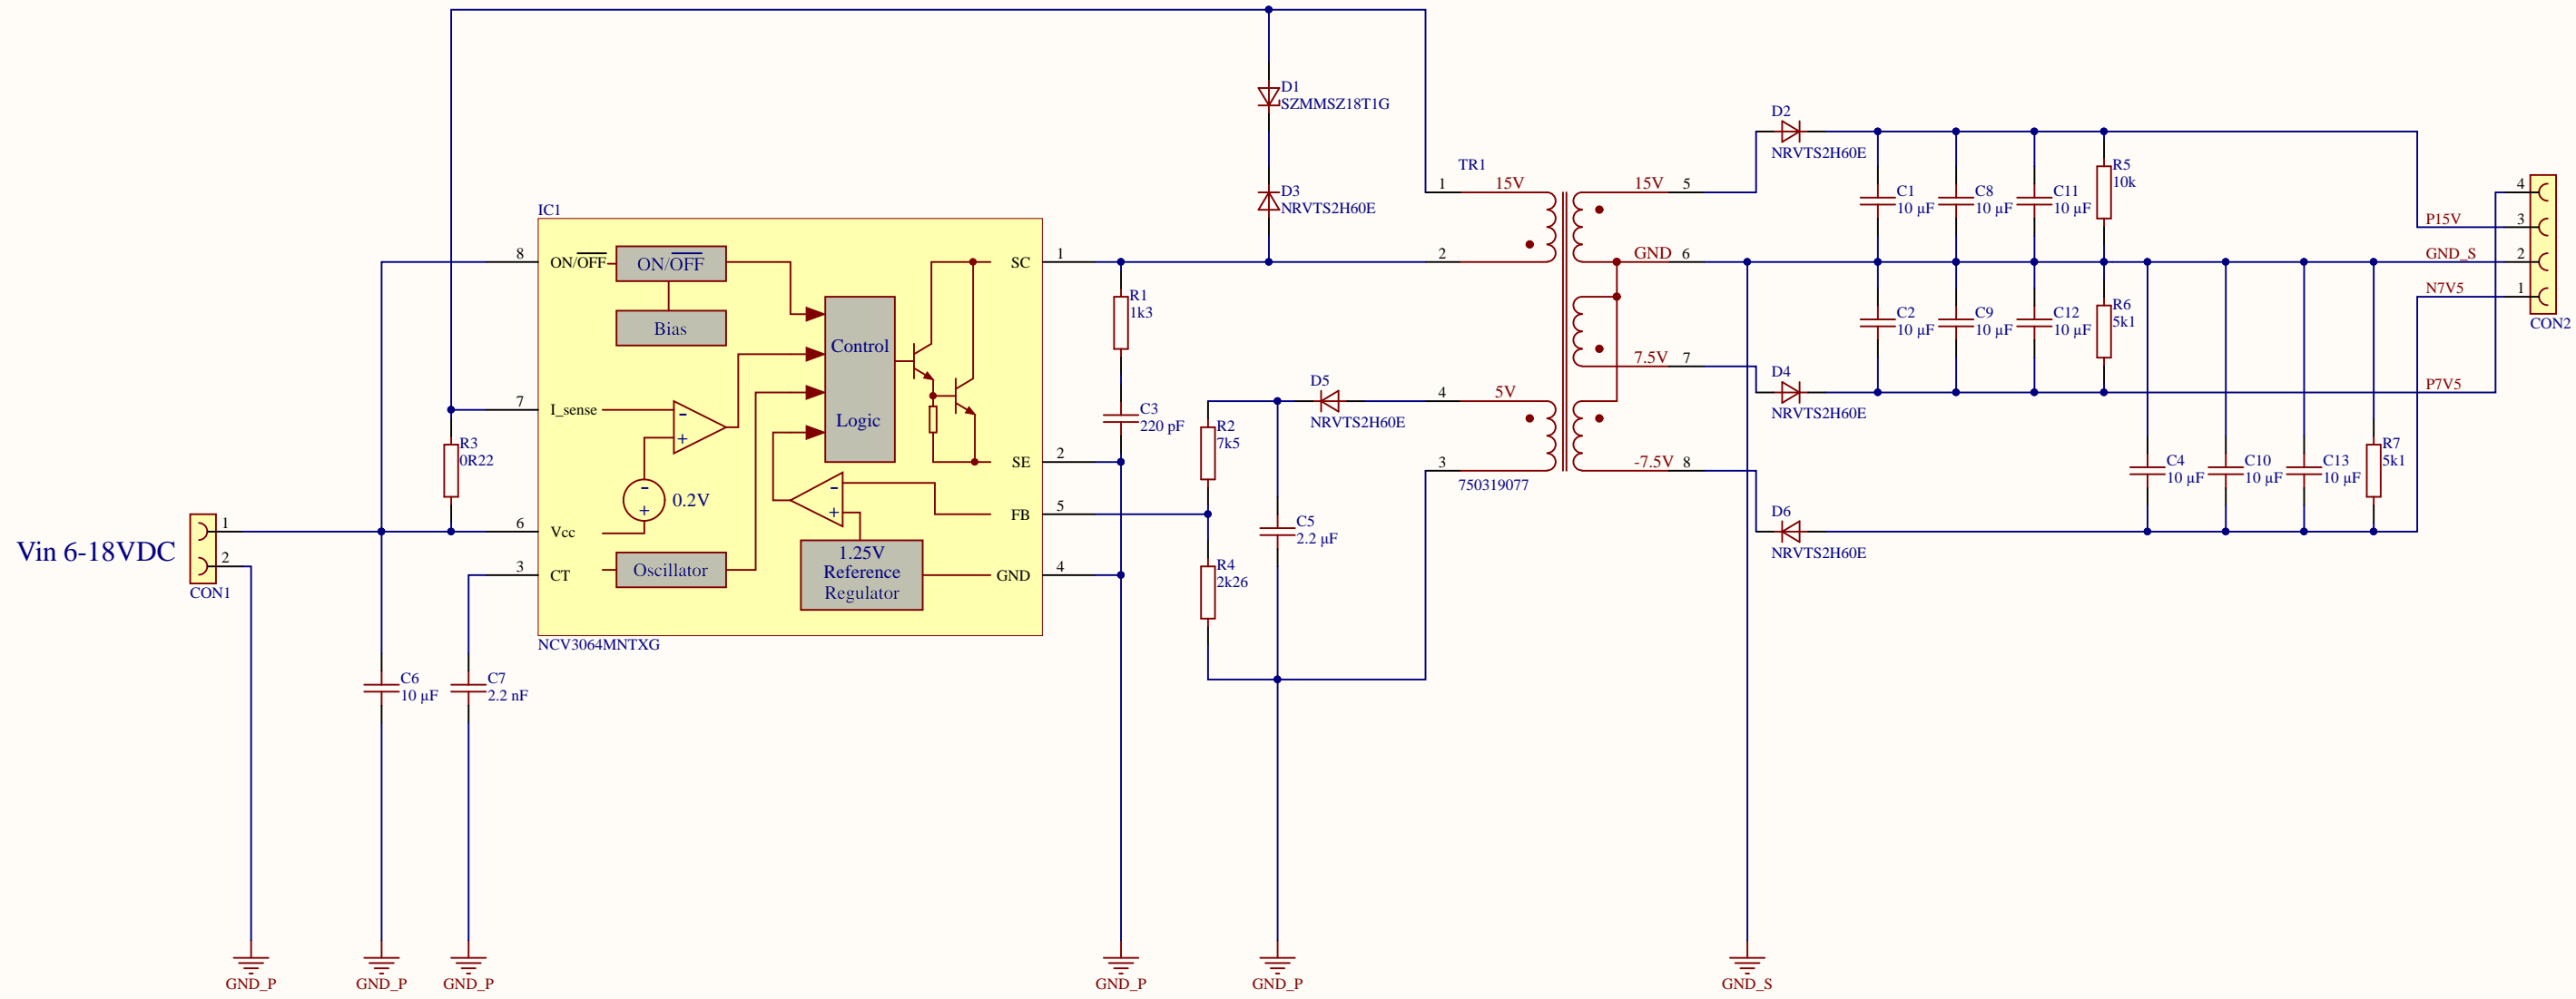 D1
SZMMSZ18T1G
D2
NRVTS2H60E
TR1
1 15V
15V 5
D3
NRVTS2H60E
C1
10 µF
C8
10 µF
C11
10 µF
R5
10k
4
P15V 3
GND_S 2
N7V5 1
CON2
IC1
8 ON/OFF
ON/OFF
Bias
SC 1
2
GND 6
R1
1k3
Control
Logic
C2
10 µF
C9
10 µF
C12
10 µF
R6
5k1
7.5V 7
D4
NRVTS2H60E
P7V5
7 I_sense
-
+
R3
0R22
C3
220 pF
D5
NRVTS2H60E
4 5V
R2
7k5
SE 2
3
750319077
-7.5V 8
C4
10 µF
C10
10 µF
C13
10 µF
R7
5k1
-
+
0.2V
-
+
FB 5
C5
2.2 µF
D6
NRVTS2H60E
Vin 6-18VDC
1
2
CON1
6 Vcc
3 CT
Oscillator
1.25V
Reference
Regulator
GND 4
R4
2k26
NCV3064MNTXG
C6
10 µF
C7
2.2 nF
GND_P
GND_P
GND_P
GND_P
GND_P
GND_S